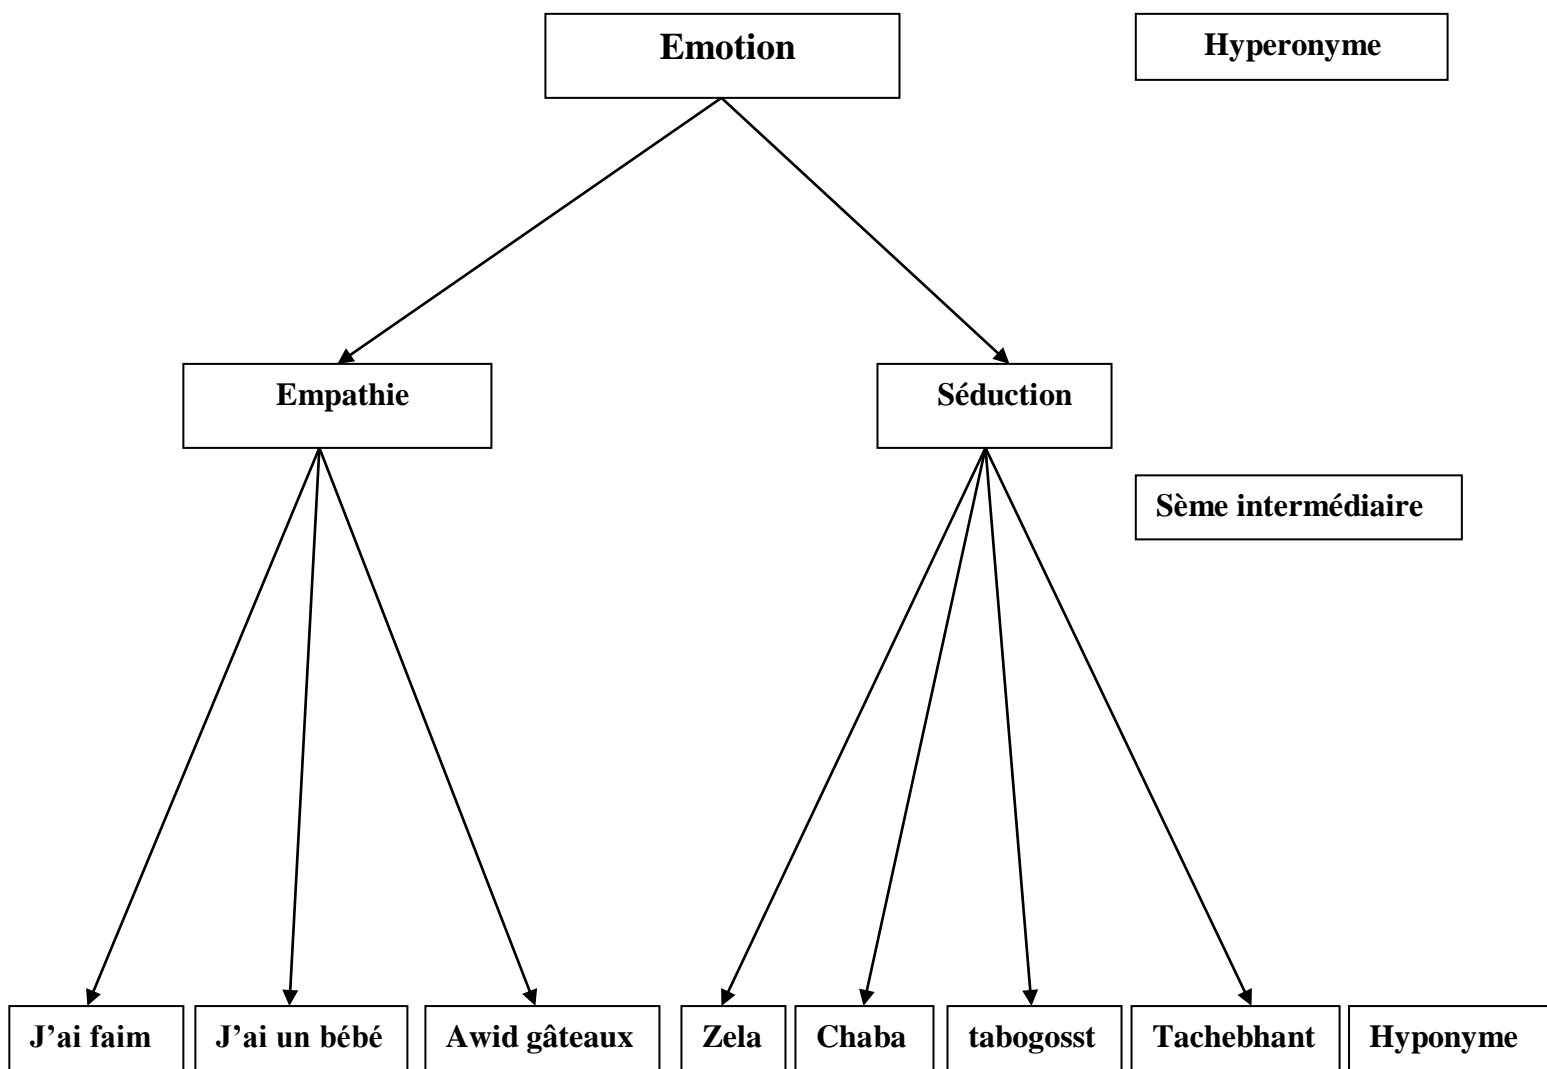 Emotion
Hyperonyme
Empathie
Séduction
Sème intermédiaire
J'ai faim
J'ai un bébé
Awid gâteaux
Zela
Chaba
tabogosst
Tachebhant
Hyponyme